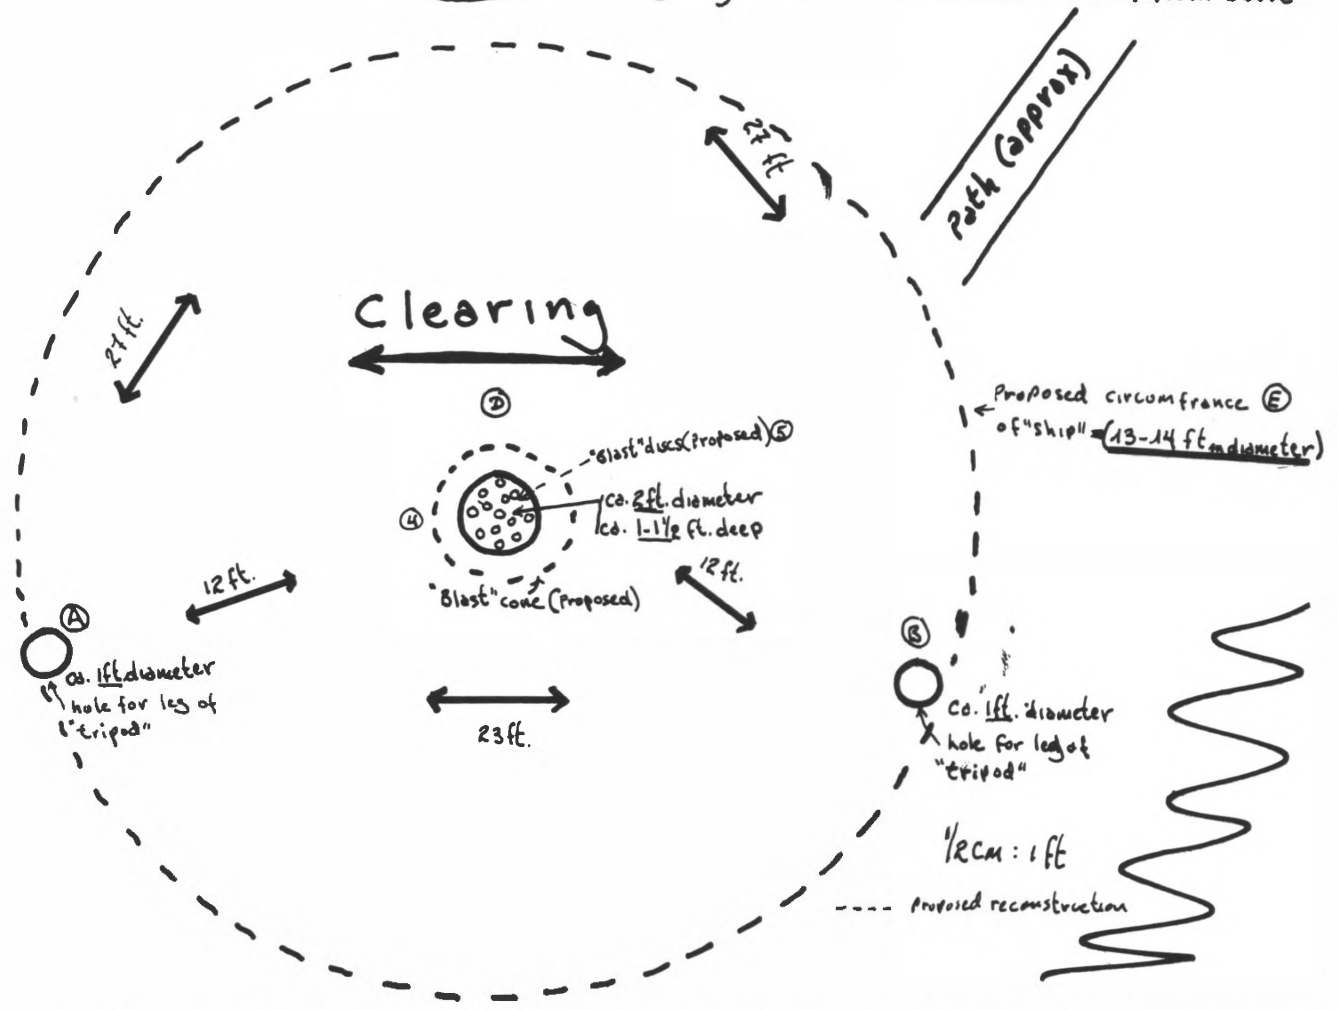 27 ft
Path (approx)
27 ft.
Clearing
D
Proposed circumfrance E
of "ship" = (13-14 ft in diameter)
"Blast" discs (Proposed) 5
ca. 2 ft. diameter
ca. 1-1½ ft. deep
4
"Blast" cone (Proposed)
12 ft.
12 ft.
A
ca. 1ft. diameter
hole for leg of
"tripod"
B
ca. 1ft. diameter
hole for leg of
"tripod"
23 ft.
1/2 cm : 1 ft
---- Proposed reconstruction